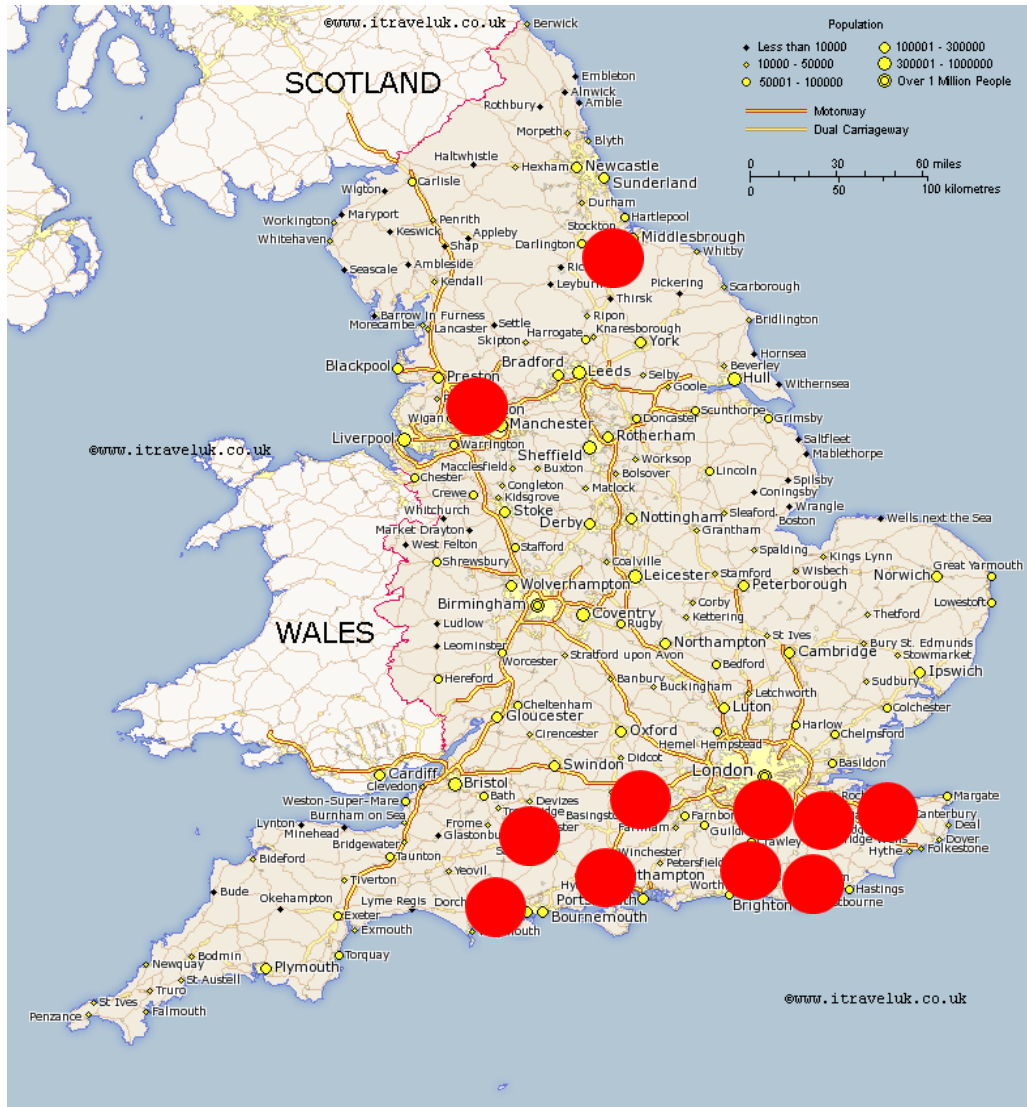 ©www.itraveluk.co.uk
Berwick
Population
Less than 10000
100001 - 300000
10000 - 50000
300001 - 1000000
50001 - 100000
Over 1 Million People
Motorway
Dual Carriageway
0 30 60 miles
0 50 100 kilometres
SCOTLAND
Embleton
Alnwick
Rothbury
Amble
Morpeth
Blyth
Haltwhistle
Hexham
Newcastle
Sunderland
Carlisle
Wigton
Durham
Maryport
Hartlepool
Workington
Penrith
Stockton
Keswick
Appleby
Whitehaven
Shap
Darlington
Middlesbrough
Whitby
Ambleside
Seascale
Kendall
Leyburn
Pickering
Scarborough
Thirsk
Barrow In Furness
Morecambe
Lancaster
Settle
Ripon
Bridlington
Harrogate
Knaresborough
Skipton
York
Hornsea
Blackpool
Bradford
Beverley
Preston
Leeds
Selby
Hull
Withernsea
Goole
Wigan
Doncaster
Scunthorpe
Grimsby
Manchester
Liverpool
Rotherham
Saltfleet
©www.itraveluk.co.uk
Warrington
Sheffield
Mablethorpe
Macclesfield
Buxton
Worksop
Chester
Bolsover
Lincoln
Spilsby
Congleton
Matlock
Coningsby
Crewe
Kidsgrove
Whitchurch
Stoke
Sleaford
Wrangle
Market Drayton
Derby
Nottingham
Grantham
Boston
Wells next the Sea
West Felton
Stafford
Spalding
Kings Lynn
Shrewsbury
Coalville
Wisbech
Great Yarmouth
Leicester
Stamford
Norwich
Wolverhampton
Peterborough
Birmingham
Corby
Lowestoft
Coventry
Kettering
Thetford
Ludlow
Rugby
WALES
St Ives
Leominster
Northampton
Bury St. Edmunds
Worcester
Stratford upon Avon
Cambridge
Stowmarket
Bedford
Ipswich
Hereford
Banbury
Buckingham
Sudbury
Letchworth
Cheltenham
Luton
Colchester
Gloucester
Cirencester
Oxford
Harlow
Hemel Hempstead
Chelmsford
Didcot
Swindon
London
Basildon
Cardiff
Bristol
Clevedon
Weston-Super-Mare
Bath
Devizes
Margate
Burnham on Sea
Canterbury
Lynton
Minehead
Frome
Deal
Bridgewater
Dover
Hythe
Folkestone
Bideford
Taunton
Winchester
Petersfield
Tiverton
Yeovil
Bude
Okehampton
Lyme Regis
Hastings
Exeter
Bournemouth
Brighton
Exmouth
Bodmin
Torquay
Newquay
Plymouth
St Austell
Truro
St Ives
Penzance
Falmouth
©www.itraveluk.co.uk